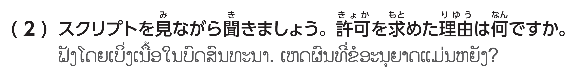 （2）スクリプトを見ながら聞きましょう。許可を求めた理由は何ですか。
ຟັງໂດຍເບິ່ງເນື້ອໃນບົດສົນທະນາ. ເຫດຜົນທີ່ຂໍອະນຸຍາດແມ່ນຫຍັງ?